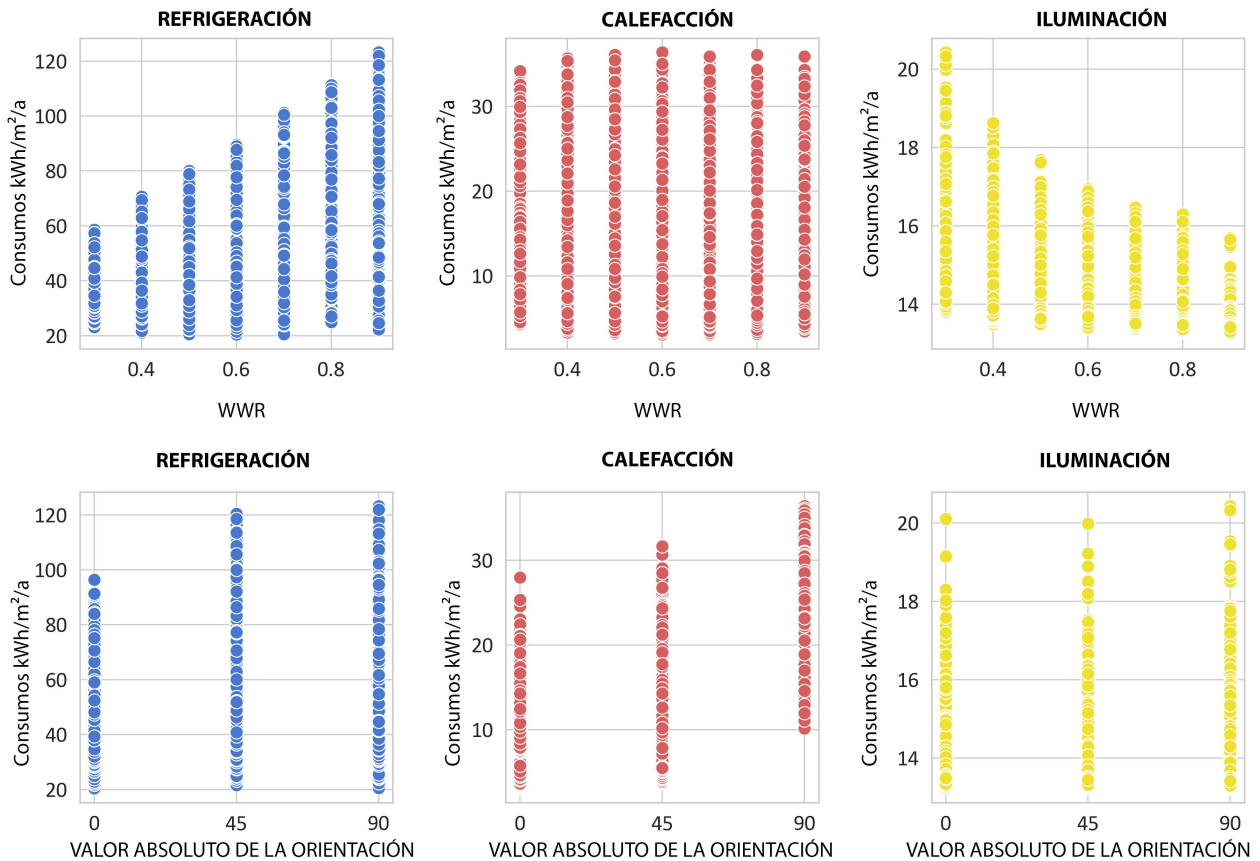 REFRIGERACIÓN
CALEFACCIÓN
ILUMINACIÓN
Consumos kWh/m²/a
120
100
80
60
40
20
0.4
0.6
0.8
WWR
Consumos kWh/m²/a
30
20
10
0.4
0.6
0.8
WWR
Consumos kWh/m²/a
20
18
16
14
0.4
0.6
0.8
WWR
REFRIGERACIÓN
CALEFACCIÓN
ILUMINACIÓN
Consumos kWh/m²/a
120
100
80
60
40
20
0
45
90
VALOR ABSOLUTO DE LA ORIENTACIÓN
Consumos kWh/m²/a
30
20
10
0
45
90
VALOR ABSOLUTO DE LA ORIENTACIÓN
Consumos kWh/m²/a
20
18
16
14
0
45
90
VALOR ABSOLUTO DE LA ORIENTACIÓN